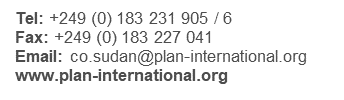 Tel: +249 (0) 183 231 905 / 6
Fax: +249 (0) 183 227 041
Email: co.sudan@plan-international.org
www.plan-international.org